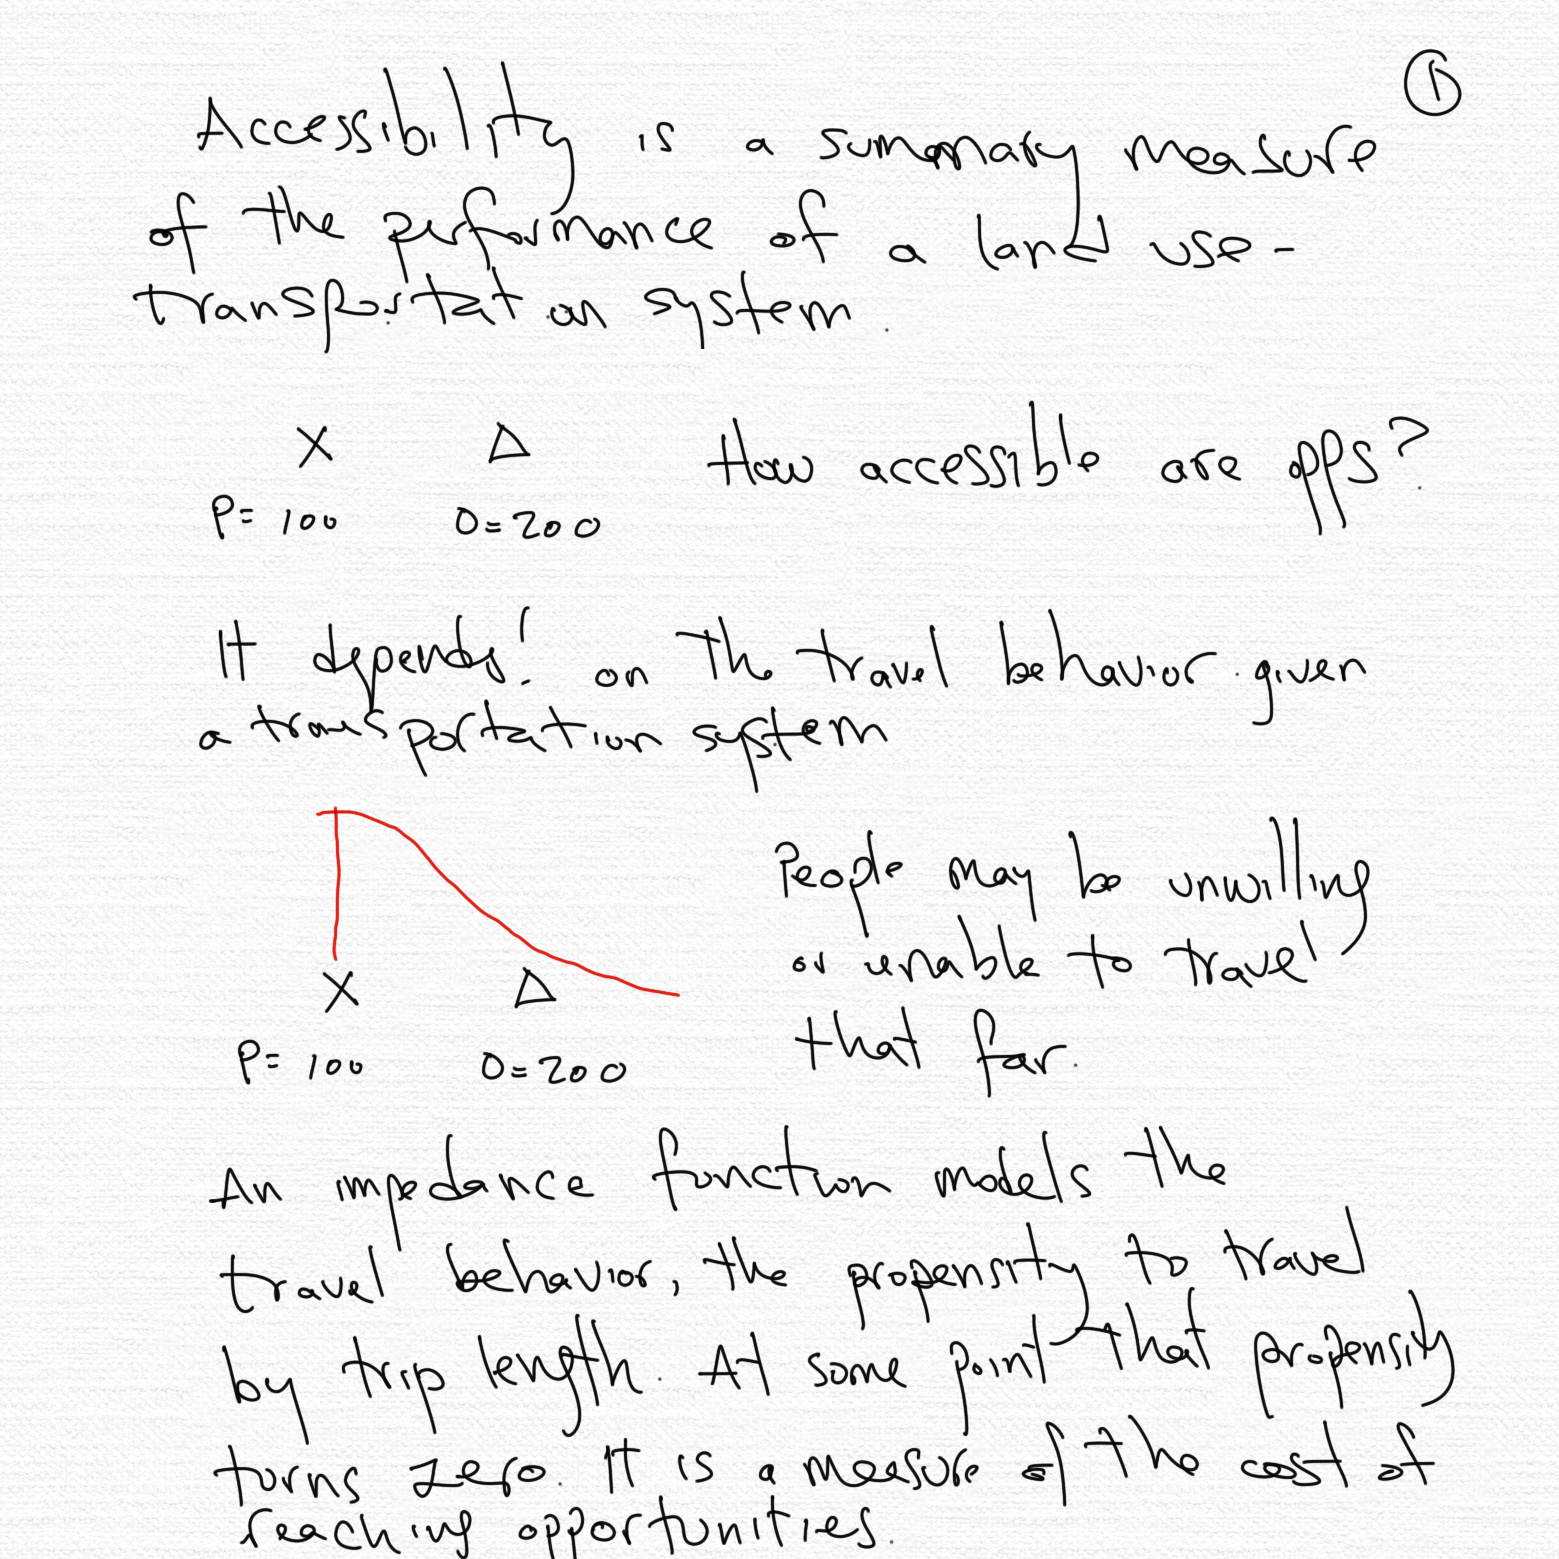 1
Accessibility is a summary measure
of the performance of a land use-
transportation system.
X Δ How accessible are opps?
P= 100 O=200
It depends! on the travel behavior given
a transportation system
People may be unwilling
or unable to travel
X Δ
that far.
P= 100 O=200
An impedance function models the
travel behavior, the propensity to travel
by trip length. At some point that propensity
turns zero. It is a measure of the cost of
reaching opportunities.